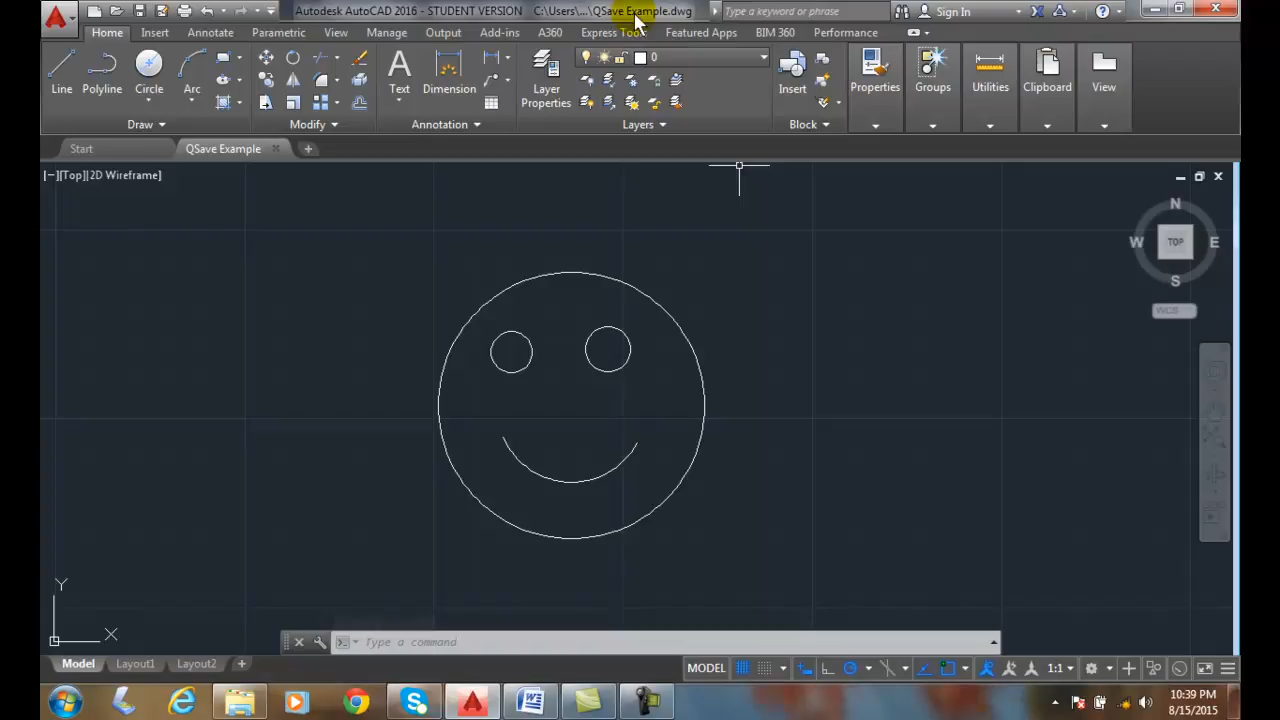 Autodesk AutoCAD 2016 - STUDENT VERSION C:\Users\...\QSave Example.dwg
Type a keyword or phrase
Sign In
Home Insert Annotate Parametric View Manage Output Add-ins A360 Express Featured Apps BIM 360 Performance
0
Line Polyline Circle Arc Text Dimension Layer Properties Insert Properties Groups Utilities Clipboard View
Draw Modify Annotation Layers Block
Start QSave Example
[−][Top][2D Wireframe]
N
W TOP E
S
WCS
Y
X
Type a command
Model Layout1 Layout2
MODEL 1:1
10:39 PM
8/15/2015